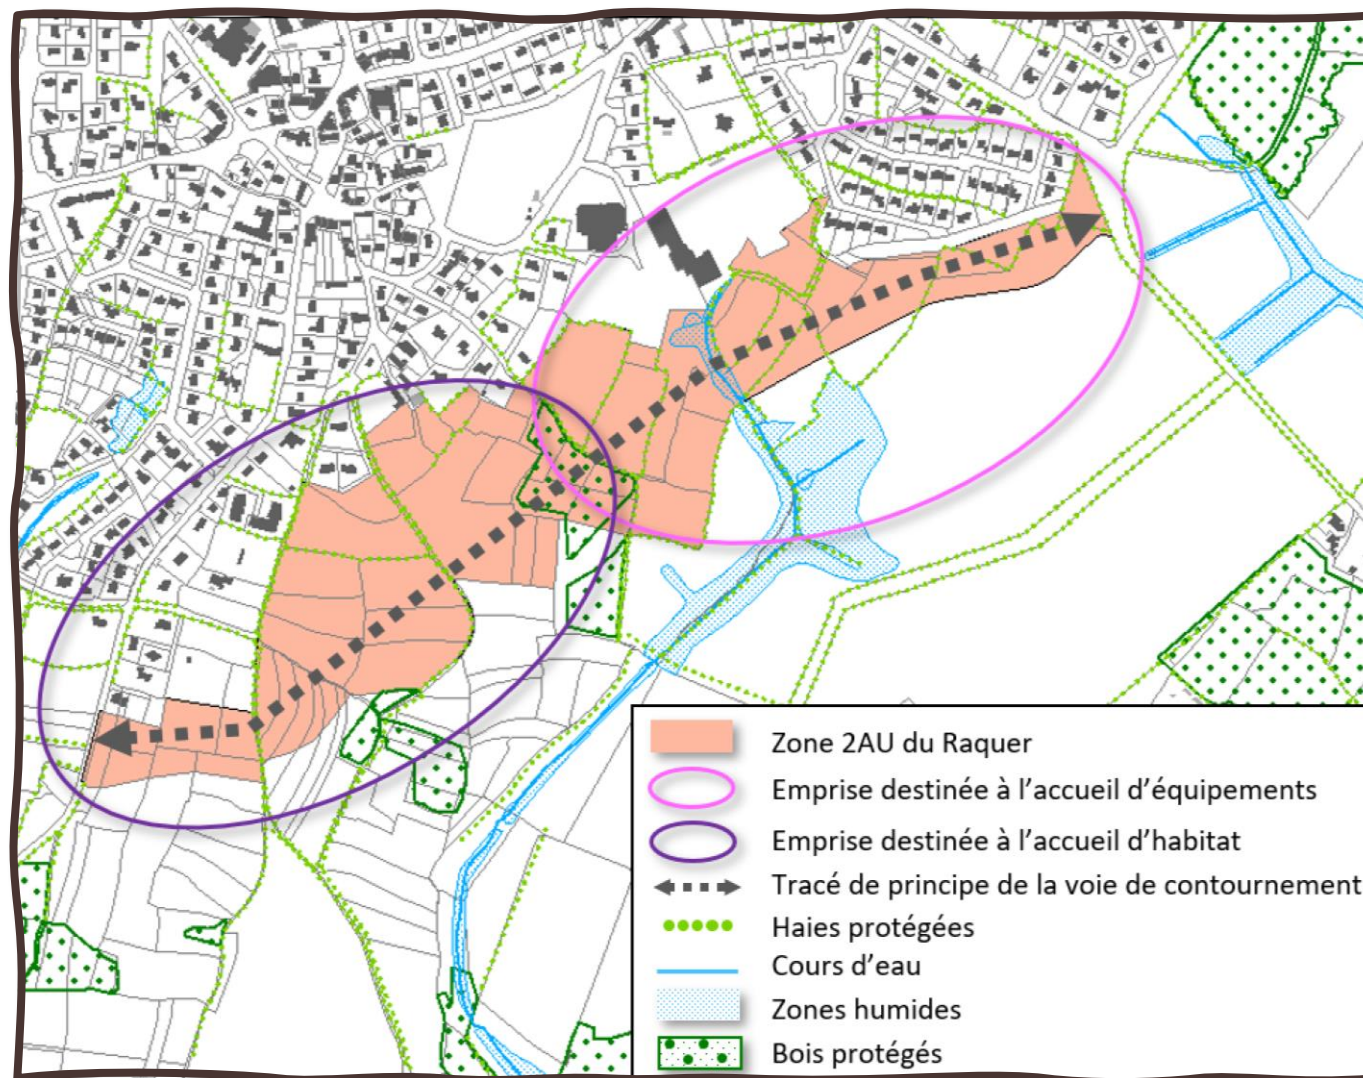 Zone 2AU du Raquer
Emprise destinée à l’accueil d’équipements
Emprise destinée à l’accueil d’habitat
Tracé de principe de la voie de contournement
Haies protégées
Cours d’eau
Zones humides
Bois protégés